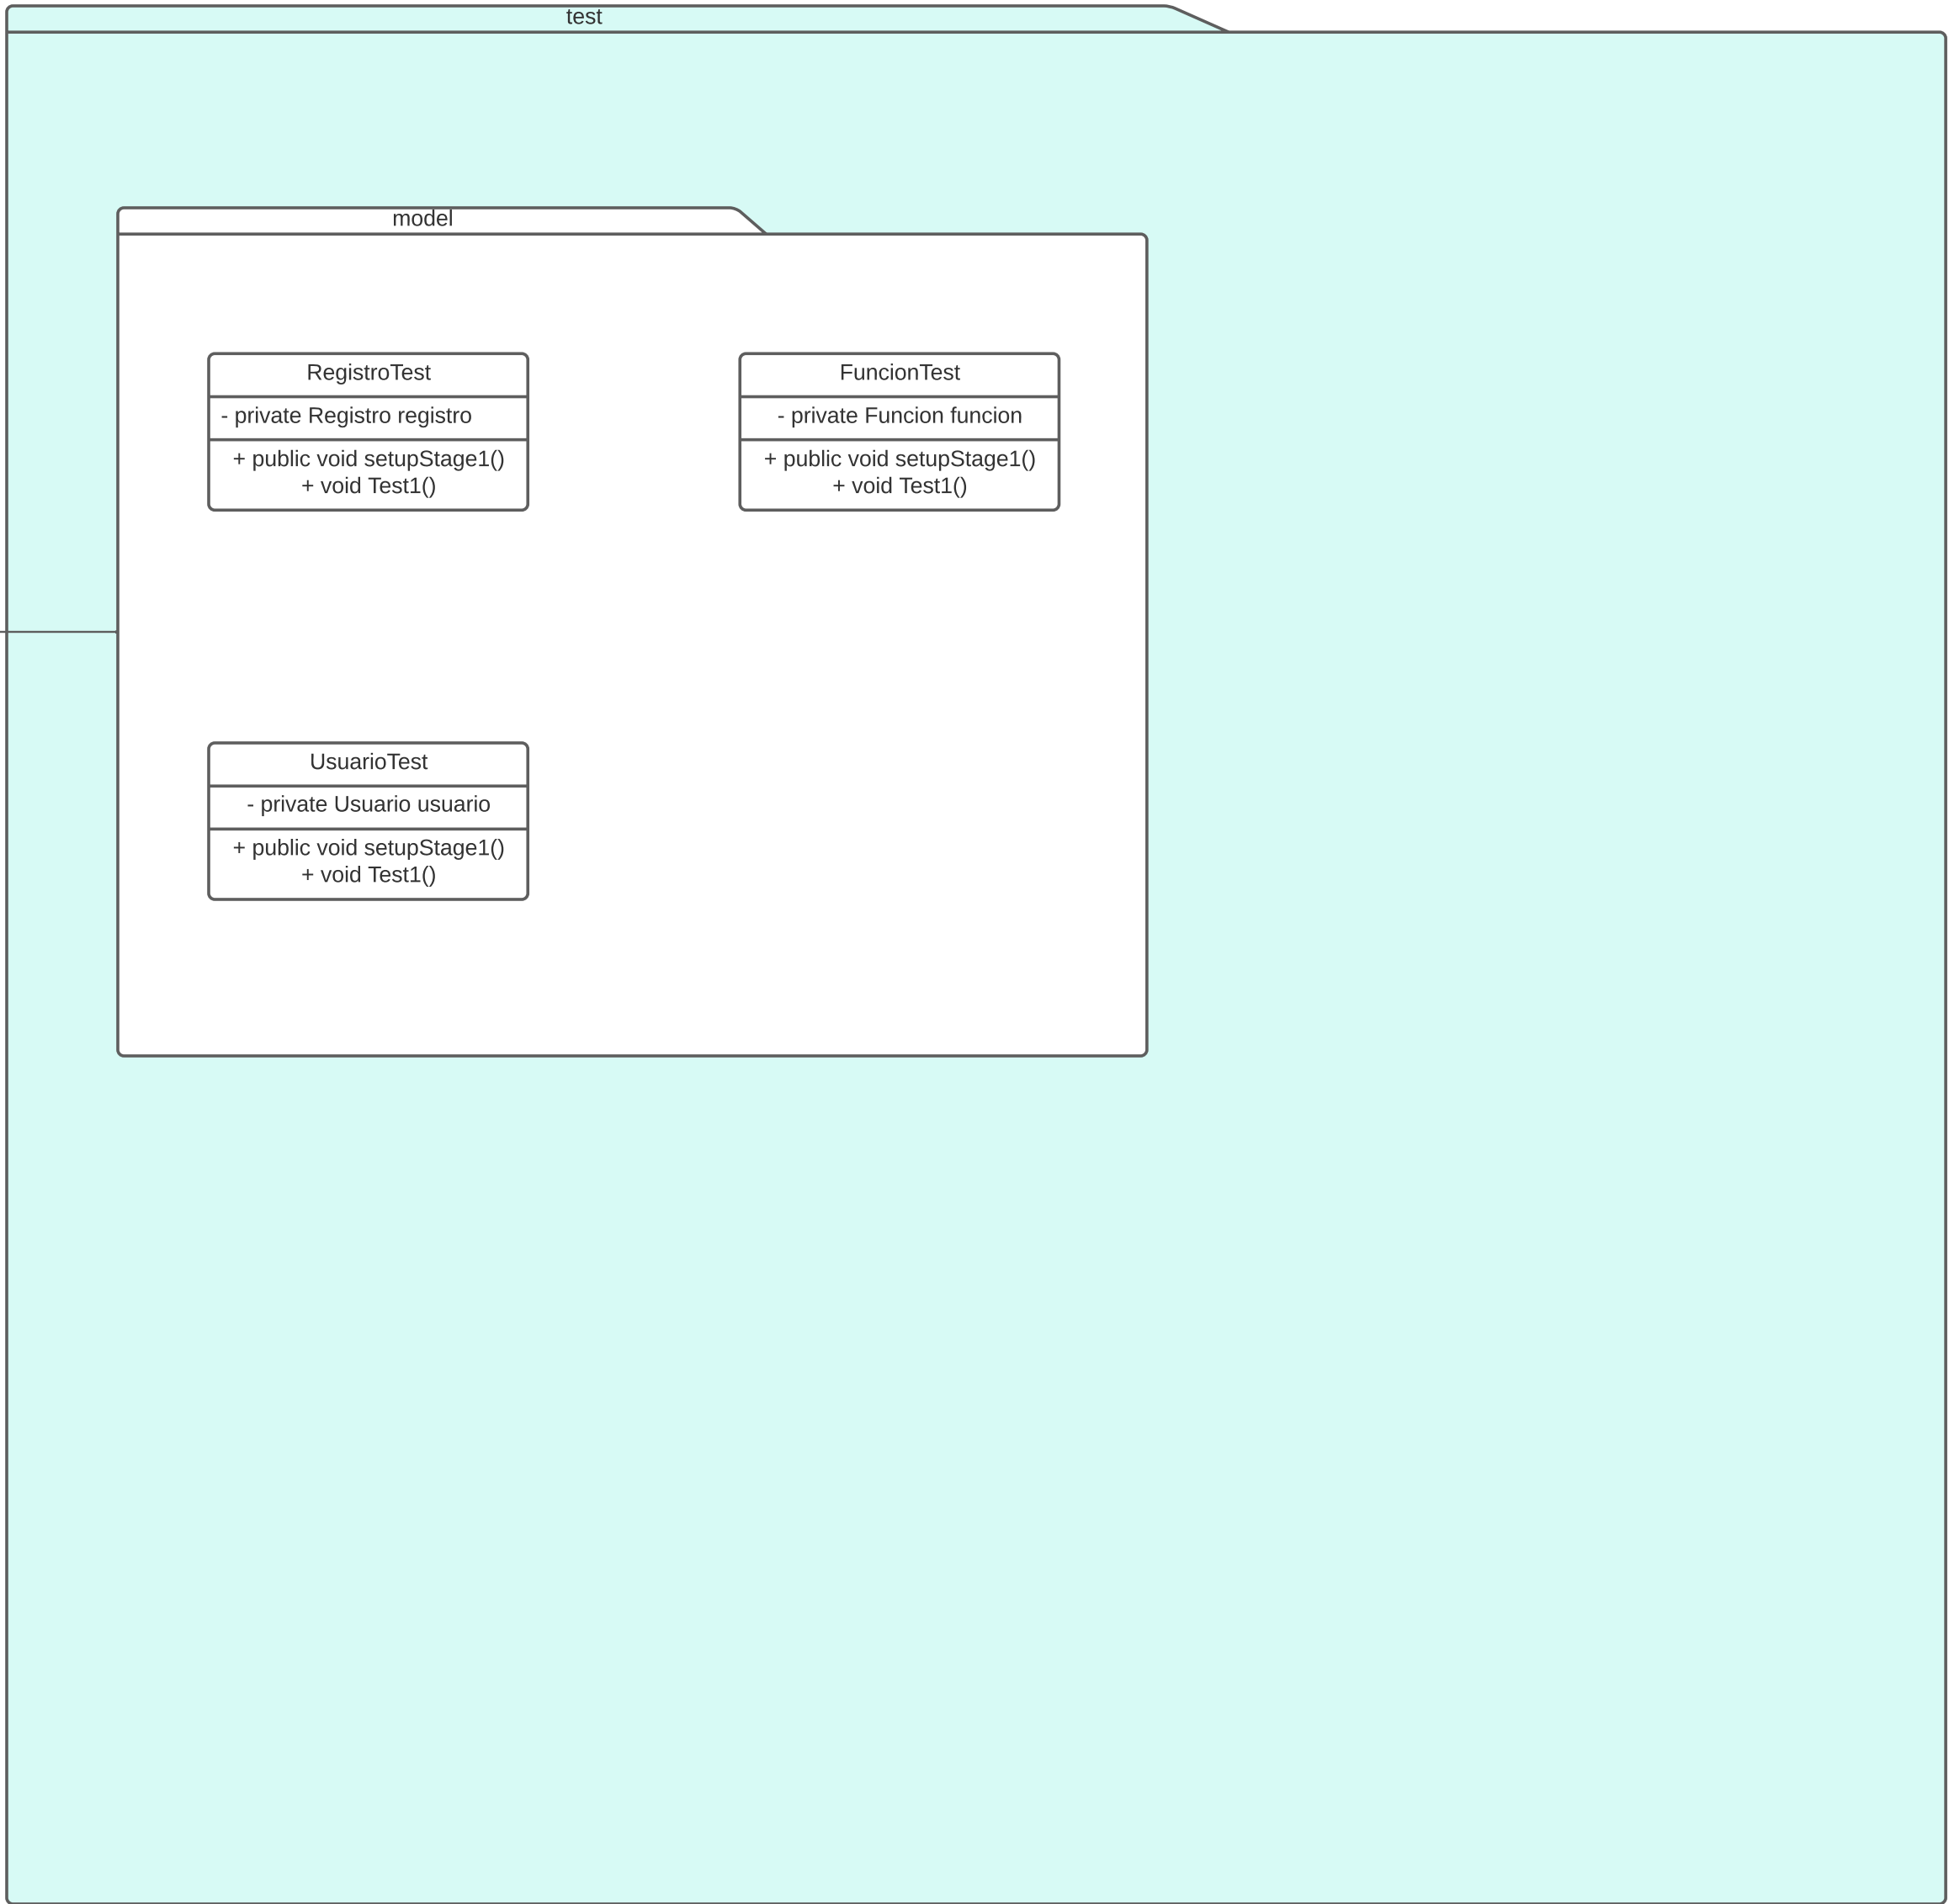 test
model
RegistroTest
- private Registro registro
+ public void setupStage1()
+ void Test1()
FuncionTest
- private Funcion funcion
+ public void setupStage1()
+ void Test1()
UsuarioTest
- private Usuario usuario
+ public void setupStage1()
+ void Test1()